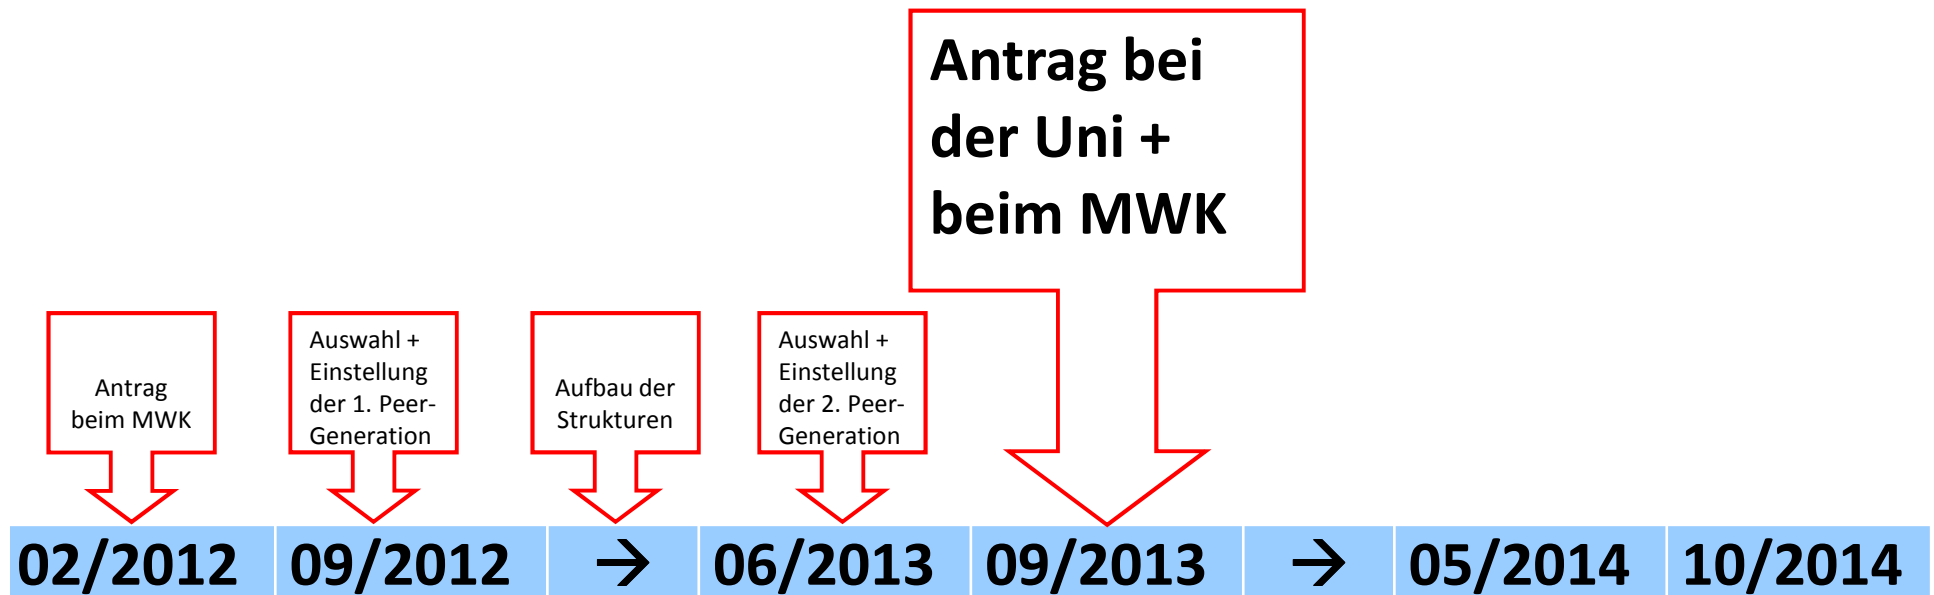 Antrag bei
der Uni +
beim MWK
Antrag
beim MWK
Auswahl +
Einstellung
der 1. Peer-
Generation
Aufbau der
Strukturen
Auswahl +
Einstellung
der 2. Peer-
Generation
02/2012 09/2012 → 06/2013 09/2013 → 05/2014 10/2014